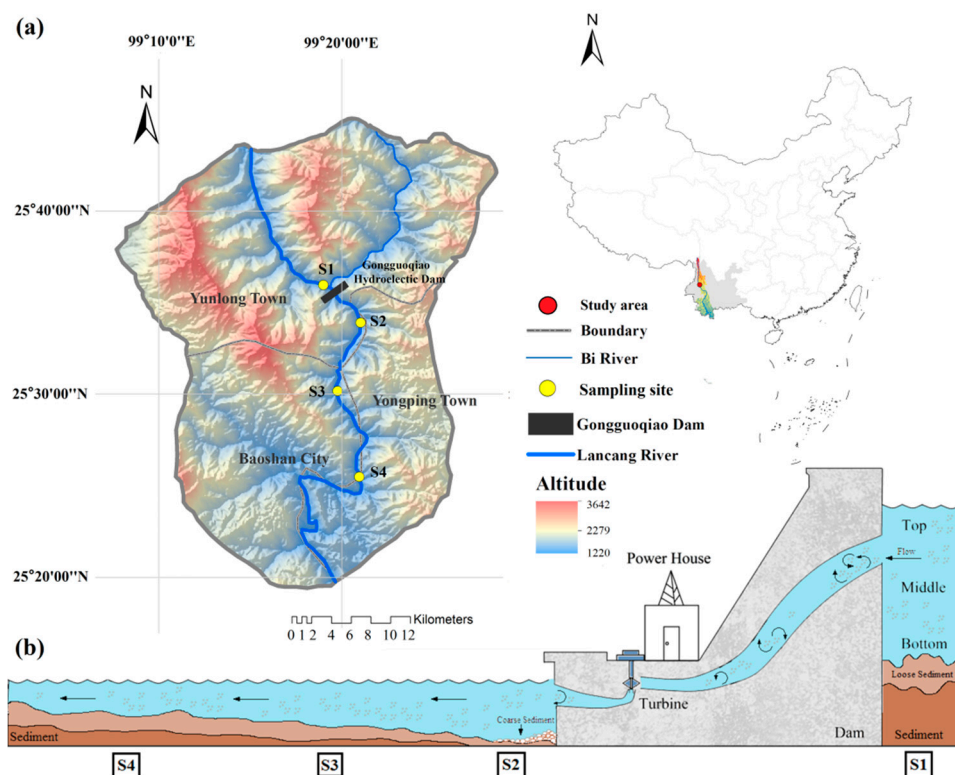 (a)
99°10'0''E
99°20'0''E
N
N
25°40'00''N
S1
Gongguoqiao
Hydroelectic Dam
Yunlong Town
S2
25°30'00''N
S3
Yongping Town
Baoshan City
S4
25°20'00''N
Kilometers
0 1 2 4 6 8 10 12
Study area
Boundary
Bi River
Sampling site
Gongguoqiao Dam
Lancang River
Altitude
3642
2279
1220
(b)
Power House
Top
Flow
Middle
Bottom
Loose Sediment
Turbine
Coarse Sediment
Sediment
Dam
Sediment
S4
S3
S2
S1